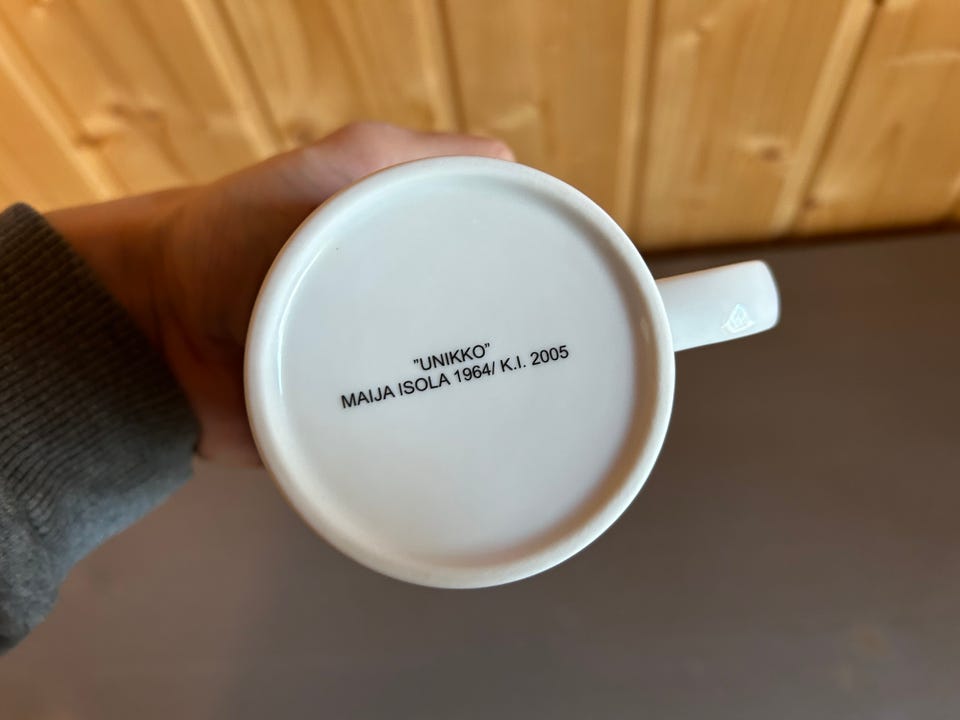 ”UNIKKO”
MAIJA ISOLA 1964/ K.I. 2005